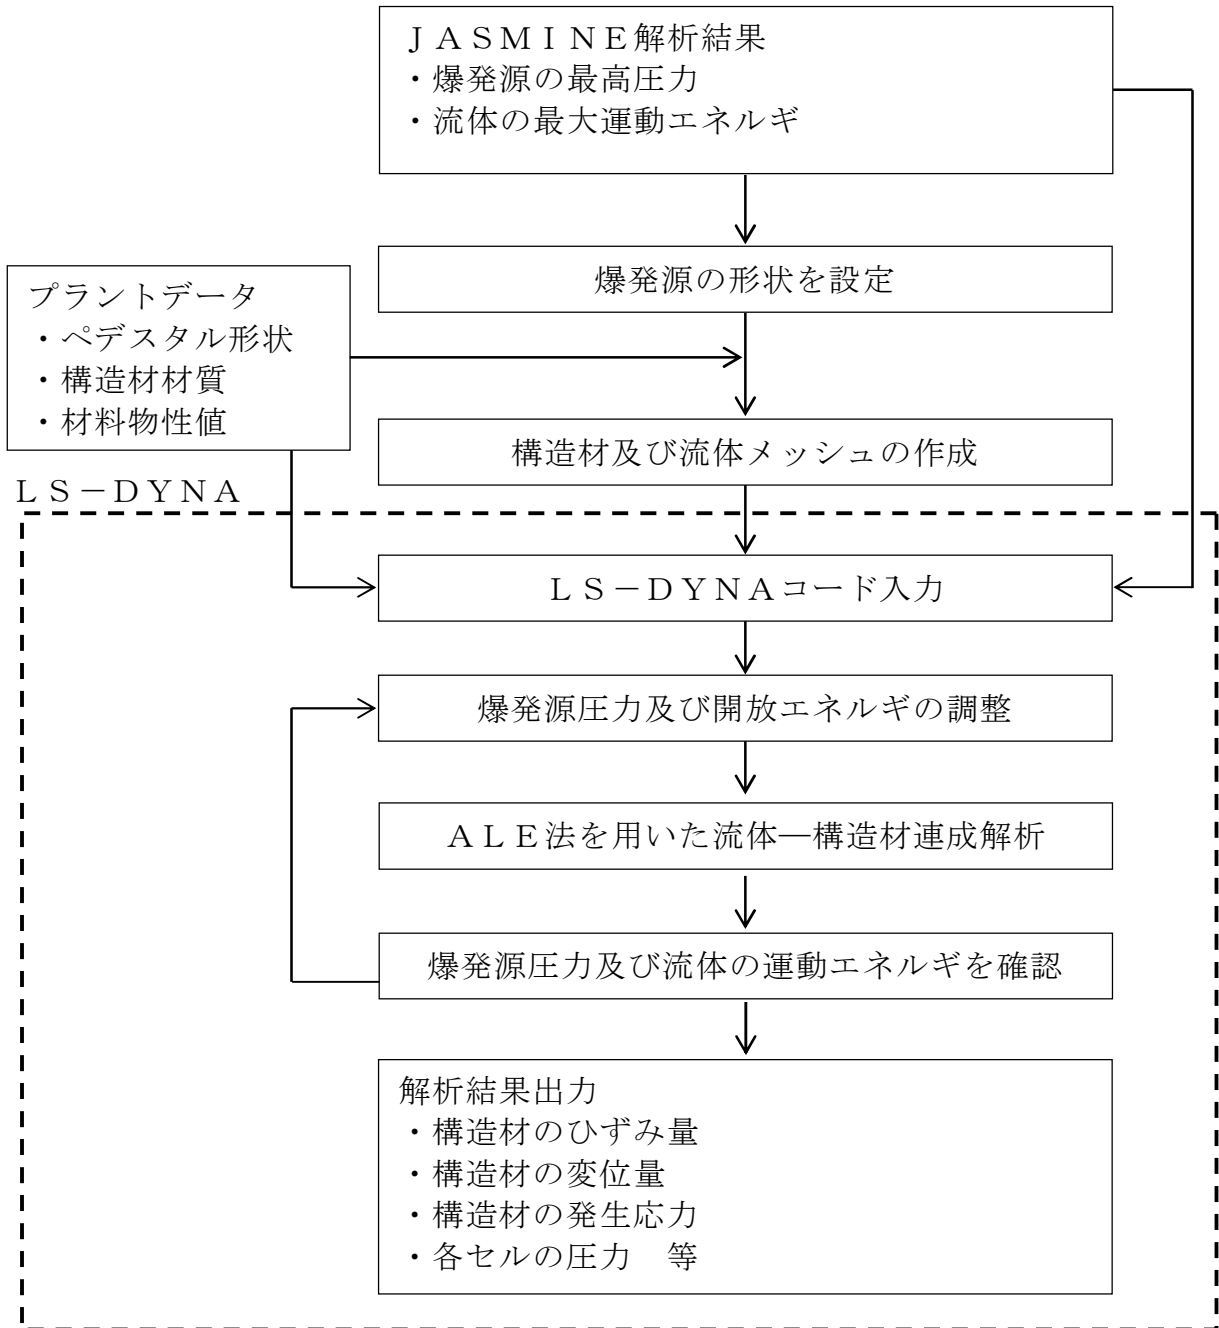 ＪＡＳＭＩＮＥ解析結果
・爆発源の最高圧力
・流体の最大運動エネルギ
爆発源の形状を設定
プラントデータ
・ペデスタル形状
・構造材材質
・材料物性値
構造材及び流体メッシュの作成
ＬＳ－ＤＹＮＡ
ＬＳ－ＤＹＮＡコード入力
爆発源圧力及び開放エネルギの調整
ＡＬＥ法を用いた流体―構造材連成解析
爆発源圧力及び流体の運動エネルギを確認
解析結果出力
・構造材のひずみ量
・構造材の変位量
・構造材の発生応力
・各セルの圧力　等